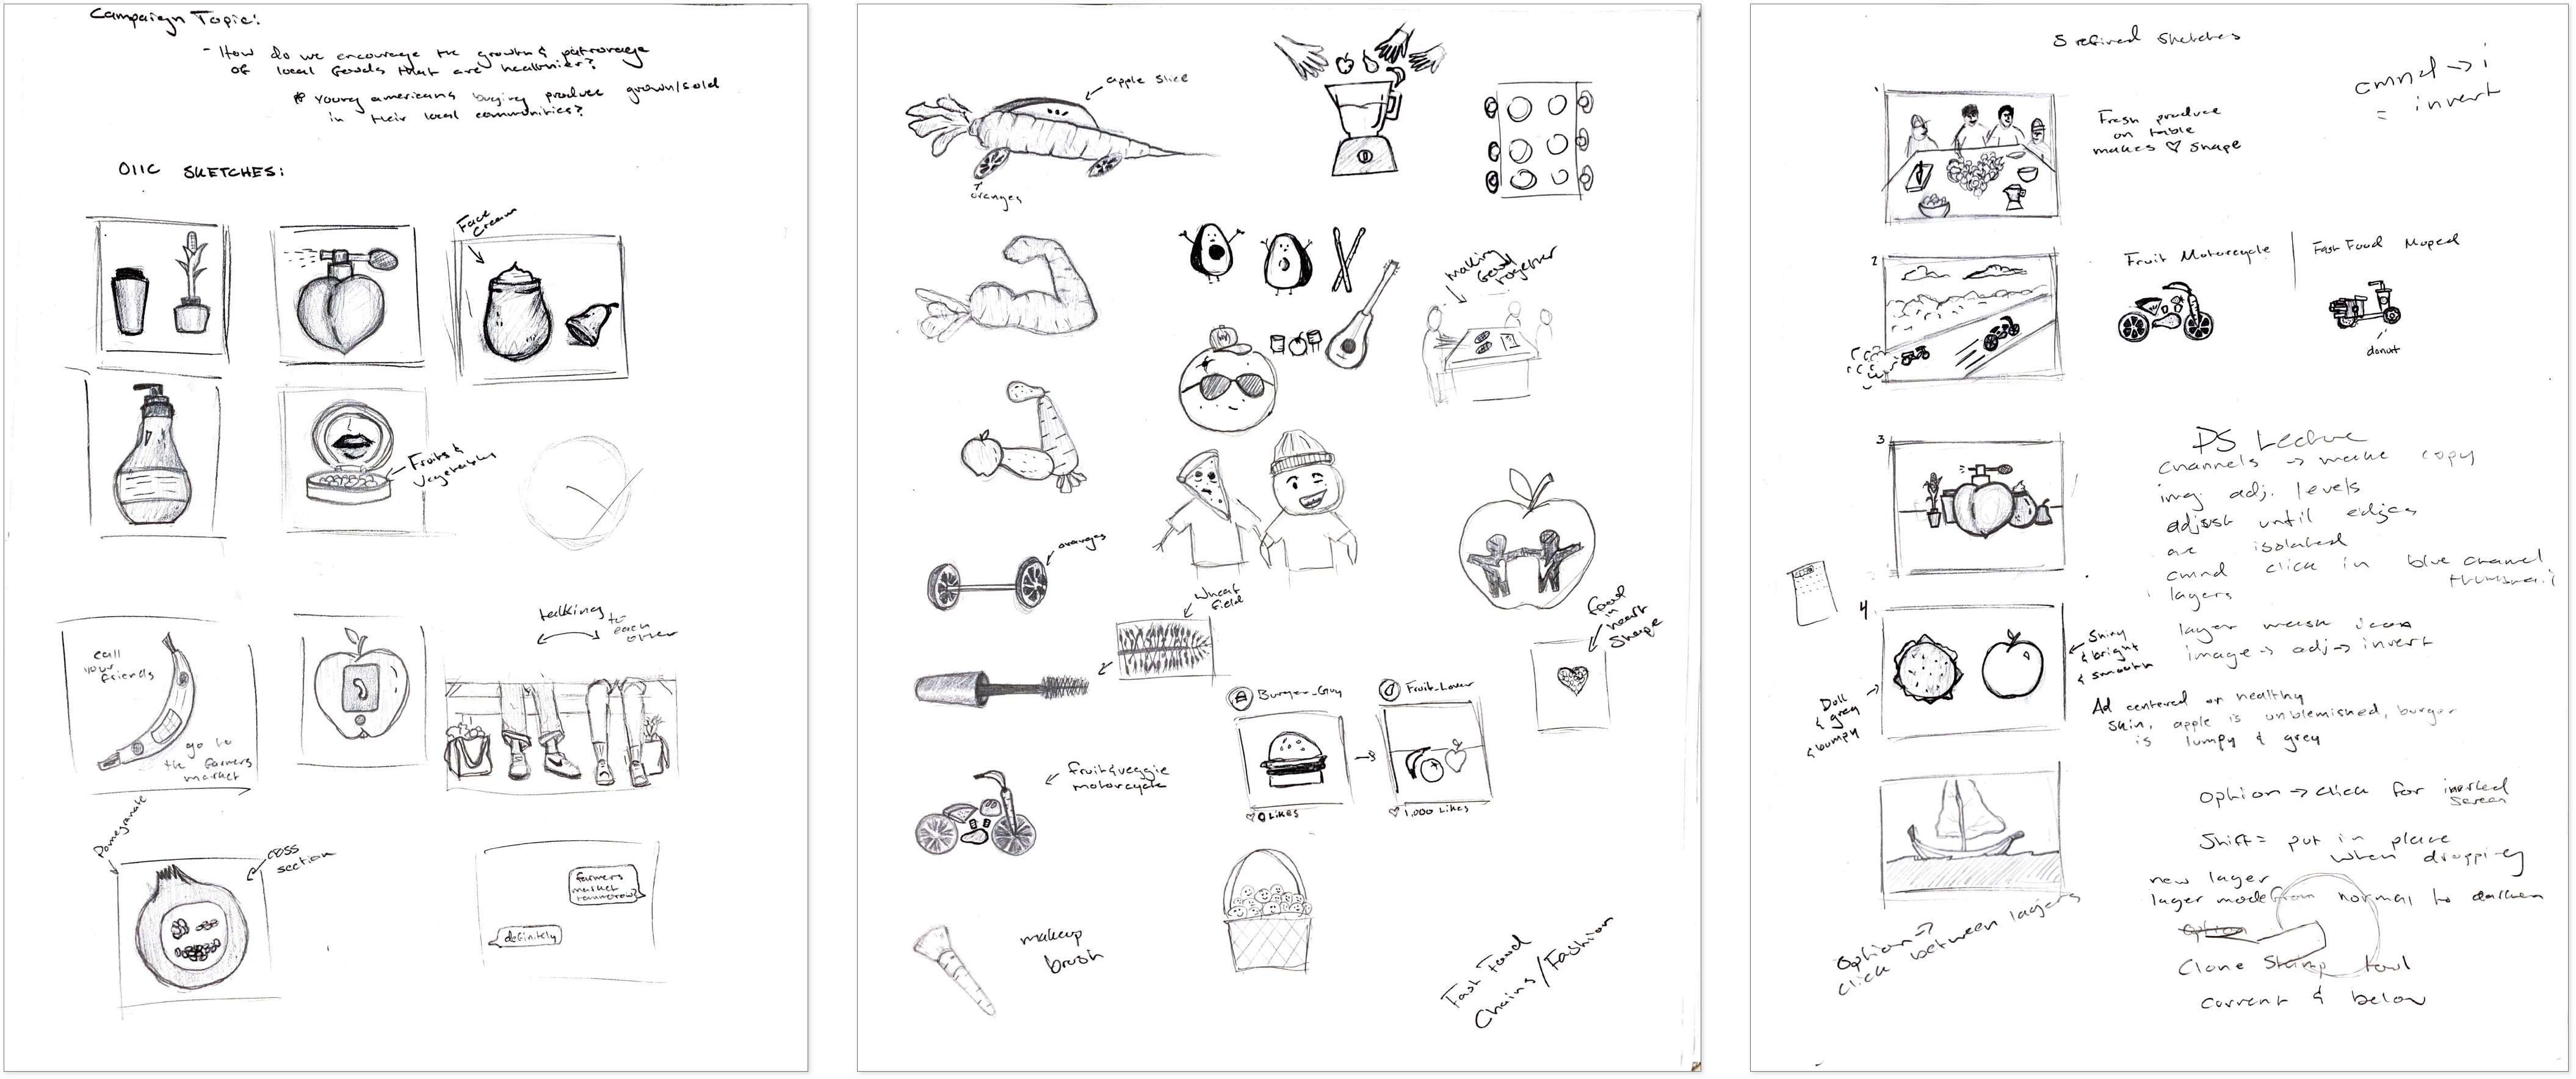 Campaign Topic:
- How do we encourage the growth & patronage
of local foods that are healthier?
* Young americans buying produce grown/sold
in their local communities?
OIIC SKETCHES:
Face
Cream
Fruits &
Vegetables
call
your
friends
go to
the farmers
market
talking
to
each
other
Pomegranate
cross
section
farmers
market
tommorow?
definitely
apple slice
oranges
making
food
together
oranges
Wheat
Field
Food
in
heart
Shape
Burger_Guy
Fruit_Lover
0 Likes
1,000 Likes
fruit & veggie
motorcycle
makeup
brush
Fast Food
Chains/Fashion
5 refined sketches
cmnd → i
= invert
1
Fresh produce
on table
makes ♡ shape
2
Fruit Motorcycle
Fast Food Moped
donut
3
PS Lecture
channels → make copy
img. adj. levels
adjust until edges
are isolated
cmnd click in blue channel
thumbnail
layers
layer mask icon
image → adj → invert
4
Shiny
& bright
& smooth
Dull
& grey
& bumpy
Ad centered on healthy
skin, apple is unblemished, burger
is lumpy & grey
option → click for inverted
screen
Shift = put in place
when dragging
new layer
layer mode from normal to darken
option
Clone Stamp tool
current & below
option →
click between layers